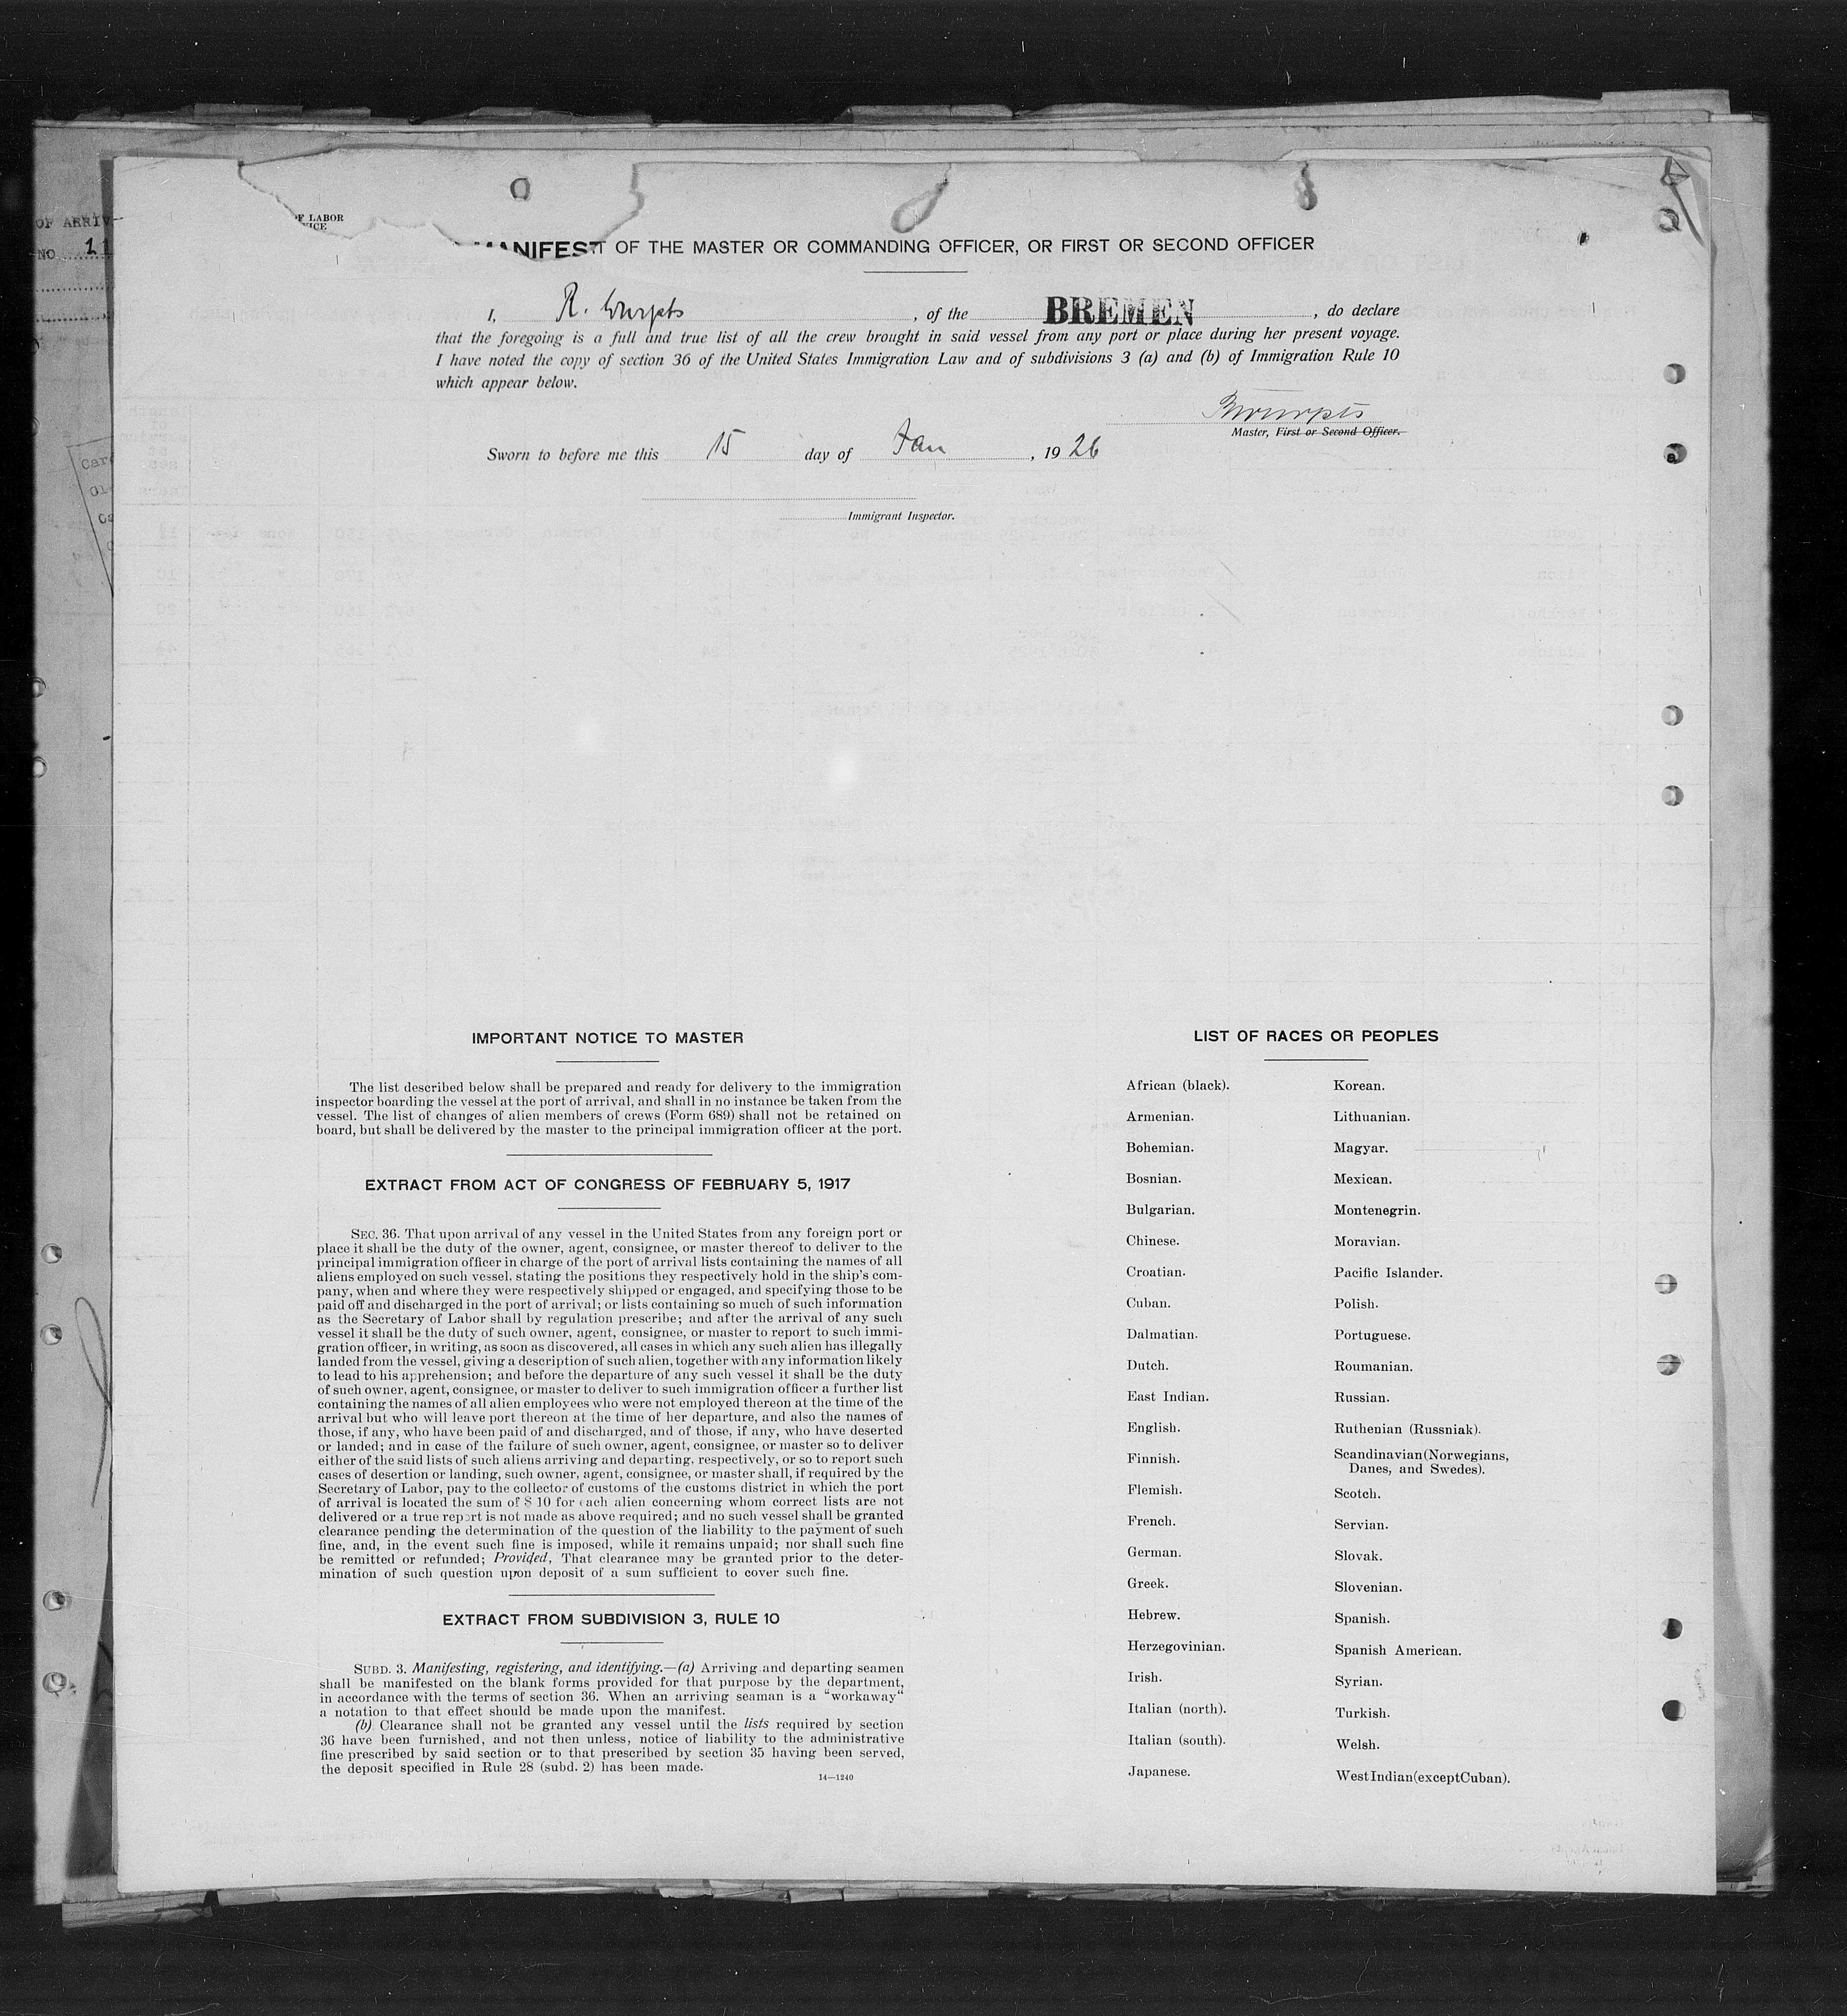 OF ARRIV
NO. 11
OF LABOR
VICE
MANIFEST OF THE MASTER OR COMMANDING OFFICER, OR FIRST OR SECOND OFFICER
I, R. Wurpts, of the BREMEN, do declare
that the foregoing is a full and true list of all the crew brought in said vessel from any port or place during her present voyage.
I have noted the copy of section 36 of the United States Immigration Law and of subdivisions 3 (a) and (b) of Immigration Rule 10
which appear below.
RWurpts
Master, First or Second Officer.
Sworn to before me this 15 day of Jan, 1926
Immigrant Inspector.
IMPORTANT NOTICE TO MASTER
The list described below shall be prepared and ready for delivery to the immigration
inspector boarding the vessel at the port of arrival, and shall in no instance be taken from the
vessel. The list of changes of alien members of crews (Form 689) shall not be retained on
board, but shall be delivered by the master to the principal immigration officer at the port.
EXTRACT FROM ACT OF CONGRESS OF FEBRUARY 5, 1917
SEC. 36. That upon arrival of any vessel in the United States from any foreign port or
place it shall be the duty of the owner, agent, consignee, or master thereof to deliver to the
principal immigration officer in charge of the port of arrival lists containing the names of all
aliens employed on such vessel, stating the positions they respectively hold in the ship's com-
pany, when and where they were respectively shipped or engaged, and specifying those to be
paid off and discharged in the port of arrival; or lists containing so much of such information
as the Secretary of Labor shall by regulation prescribe; and after the arrival of any such
vessel it shall be the duty of such owner, agent, consignee, or master to report to such immi-
gration officer, in writing, as soon as discovered, all cases in which any such alien has illegally
landed from the vessel, giving a description of such alien, together with any information likely
to lead to his apprehension; and before the departure of any such vessel it shall be the duty
of such owner, agent, consignee, or master to deliver to such immigration officer a further list
containing the names of all alien employees who were not employed thereon at the time of the
arrival but who will leave port thereon at the time of her departure, and also the names of
those, if any, who have been paid of and discharged, and of those, if any, who have deserted
or landed; and in case of the failure of such owner, agent, consignee, or master so to deliver
either of the said lists of such aliens arriving and departing, respectively, or so to report such
cases of desertion or landing, such owner, agent, consignee, or master shall, if required by the
Secretary of Labor, pay to the collector of customs of the customs district in which the port
of arrival is located the sum of $ 10 for each alien concerning whom correct lists are not
delivered or a true report is not made as above required; and no such vessel shall be granted
clearance pending the determination of the question of the liability to the payment of such
fine, and, in the event such fine is imposed, while it remains unpaid; nor shall such fine
be remitted or refunded; Provided, That clearance may be granted prior to the deter-
mination of such question upon deposit of a sum sufficient to cover such fine.
EXTRACT FROM SUBDIVISION 3, RULE 10
SUBD. 3. Manifesting, registering, and identifying.—(a) Arriving and departing seamen
shall be manifested on the blank forms provided for that purpose by the department,
in accordance with the terms of section 36. When an arriving seaman is a "workaway"
a notation to that effect should be made upon the manifest.
(b) Clearance shall not be granted any vessel until the lists required by section
36 have been furnished, and not then unless, notice of liability to the administrative
fine prescribed by said section or to that prescribed by section 35 having been served,
the deposit specified in Rule 28 (subd. 2) has been made.
14—1240
LIST OF RACES OR PEOPLES
African (black).
Armenian.
Bohemian.
Bosnian.
Bulgarian.
Chinese.
Croatian.
Cuban.
Dalmatian.
Dutch.
East Indian.
English.
Finnish.
Flemish.
French.
German.
Greek.
Hebrew.
Herzegovinian.
Irish.
Italian (north).
Italian (south).
Japanese.
Korean.
Lithuanian.
Magyar.
Mexican.
Montenegrin.
Moravian.
Pacific Islander.
Polish.
Portuguese.
Roumanian.
Russian.
Ruthenian (Russniak).
Scandinavian (Norwegians,
Danes, and Swedes).
Scotch.
Servian.
Slovak.
Slovenian.
Spanish.
Spanish American.
Syrian.
Turkish.
Welsh.
West Indian (except Cuban).